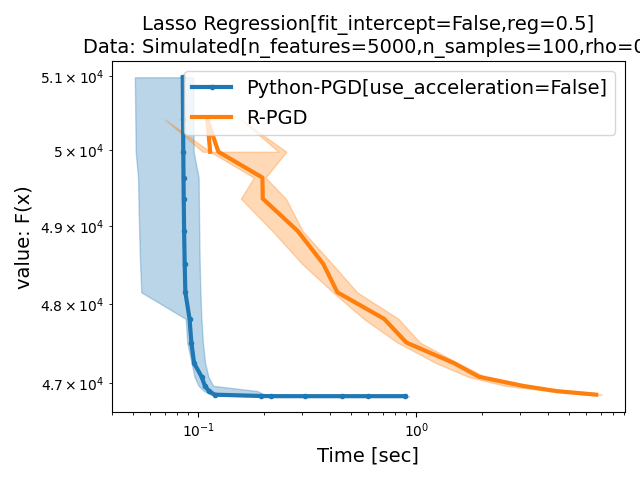 Lasso Regression[fit_intercept=False,reg=0.5]
Data: Simulated[n_features=5000,n_samples=100,rho=0
Python-PGD[use_acceleration=False]
R-PGD
value: F(x)
5.1 × 10⁴
5 × 10⁴
4.9 × 10⁴
4.8 × 10⁴
4.7 × 10⁴
10⁻¹
10⁰
Time [sec]